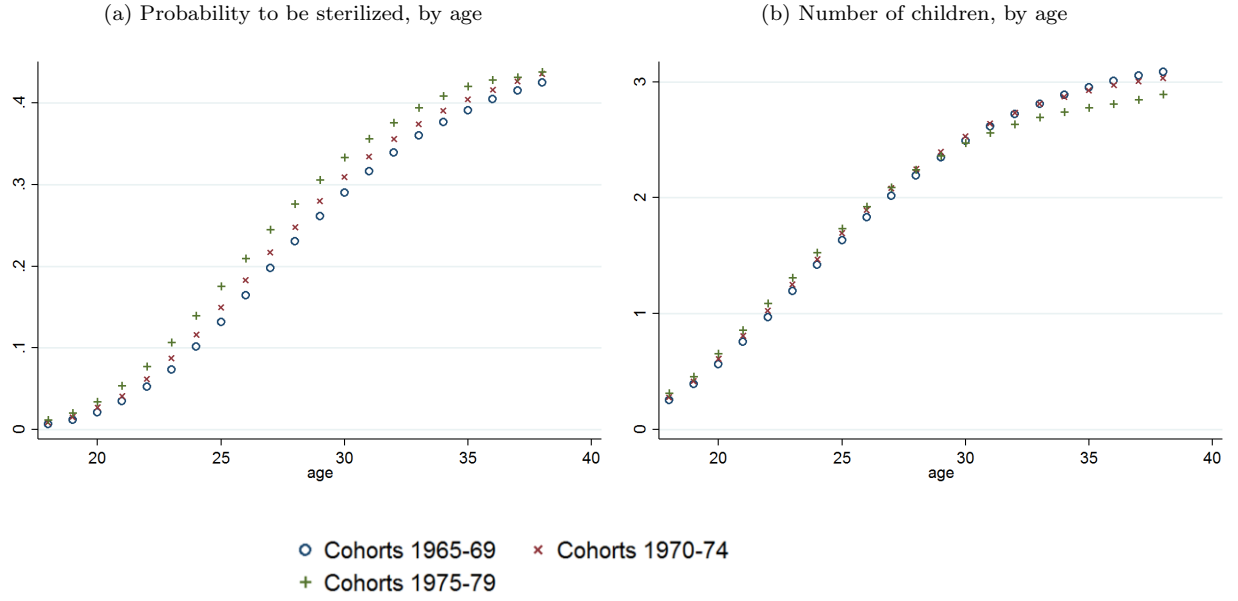 (a) Probability to be sterilized, by age
.4
.3
.2
.1
0
20 25 30 35 40
age
(b) Number of children, by age
3
2
1
0
20 25 30 35 40
age
Cohorts 1965-69 Cohorts 1970-74
Cohorts 1975-79